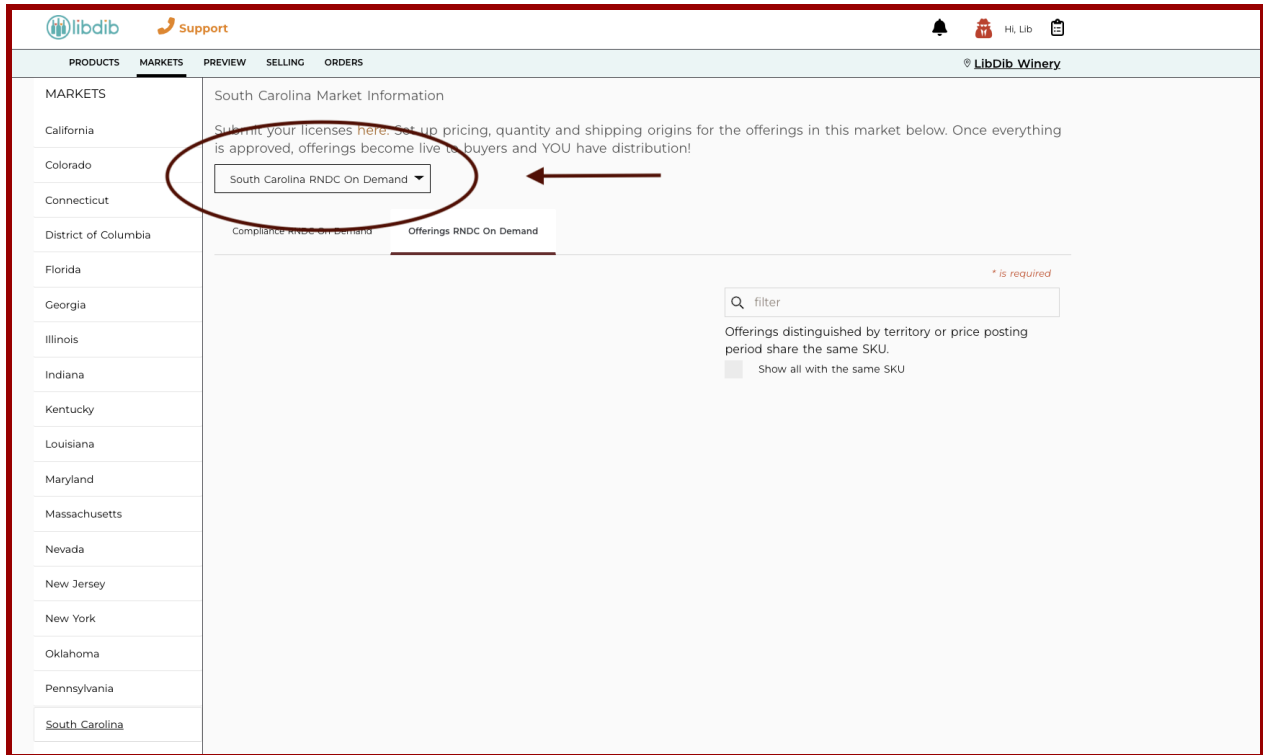 libdib
Support
Hi, Lib
PRODUCTS MARKETS PREVIEW SELLING ORDERS
LibDib Winery
MARKETS
California
Colorado
Connecticut
District of Columbia
Florida
Georgia
Illinois
Indiana
Kentucky
Louisiana
Maryland
Massachusetts
Nevada
New Jersey
New York
Oklahoma
Pennsylvania
South Carolina
South Carolina Market Information
Submit your licenses here. Set up pricing, quantity and shipping origins for the offerings in this market below. Once everything
is approved, offerings become live to buyers and YOU have distribution!
South Carolina RNDC On Demand
Compliance RNDC On Demand
Offerings RNDC On Demand
* is required
filter
Offerings distinguished by territory or price posting
period share the same SKU.
Show all with the same SKU